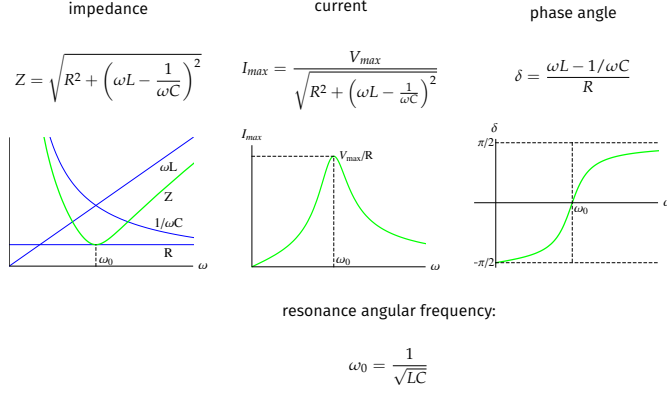 impedance
current
phase angle
Z = √(R² + (ωL − 1/ωC)²)
I_max = V_max / √(R² + (ωL − 1/ωC)²)
δ = (ωL − 1/ωC) / R
ωL
Z
1/ωC
R
ω₀
ω
I_max
V_max/R
ω₀
ω
δ
π/2
ω₀
-π/2
resonance angular frequency:
ω₀ = 1/√(LC)